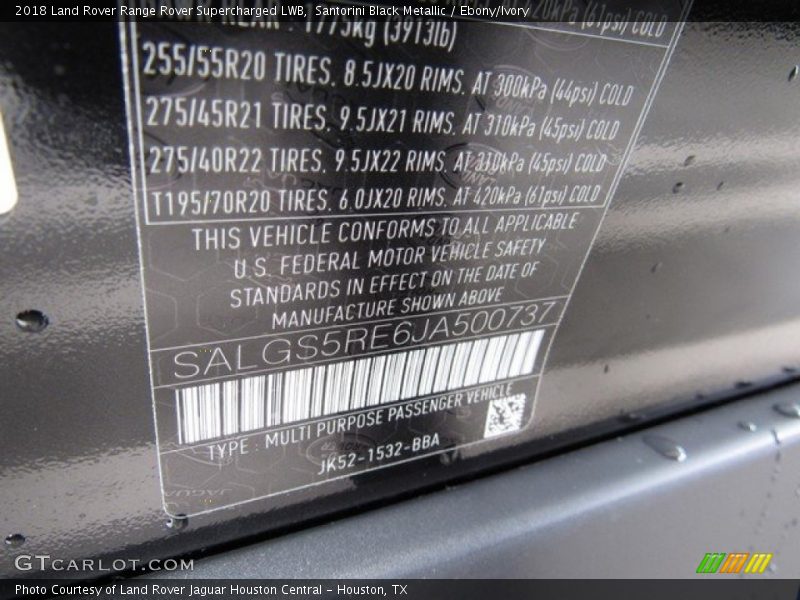 2018 Land Rover Range Rover Supercharged LWB, Santorini Black Metallic / Ebony/Ivory
1775kg (3913lb) (61psi) COLD
255/55R20 TIRES. 8.5JX20 RIMS. AT 300kPa (44psi) COLD
275/45R21 TIRES. 9.5JX21 RIMS. AT 310kPa (45psi) COLD
275/40R22 TIRES. 9.5JX22 RIMS. AT 310kPa (45psi) COLD
T195/70R20 TIRES. 6.0JX20 RIMS. AT 420kPa (61psi) COLD
THIS VEHICLE CONFORMS TO ALL APPLICABLE
U.S. FEDERAL MOTOR VEHICLE SAFETY
STANDARDS IN EFFECT ON THE DATE OF
MANUFACTURE SHOWN ABOVE
SALGS5RE6JA500737
TYPE : MULTI PURPOSE PASSENGER VEHICLE
JK52-1532-BBA
GTCARLOT.COM
Photo Courtesy of Land Rover Jaguar Houston Central - Houston, TX